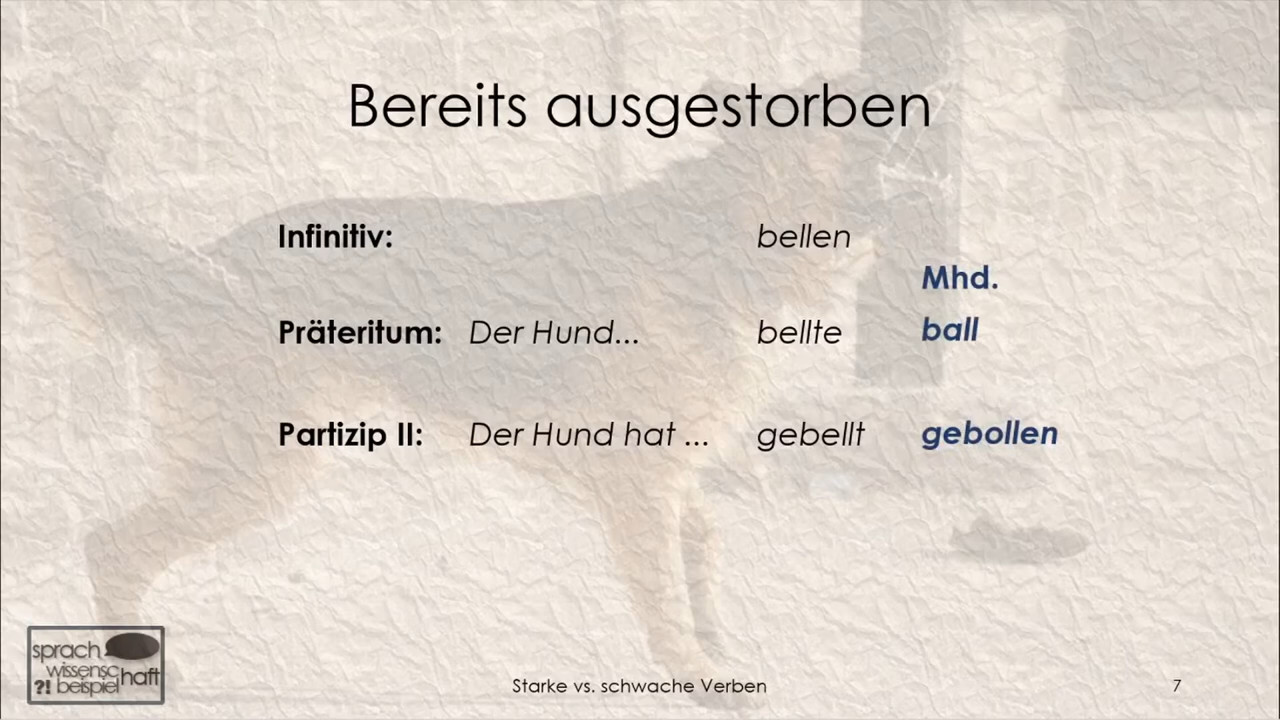 Bereits ausgestorben
Infinitiv: bellen
Mhd.
Präteritum: Der Hund... bellte ball
Partizip II: Der Hund hat ... gebellt gebollen
sprach
wissensc
haft
?! beispiel
Starke vs. schwache Verben 7